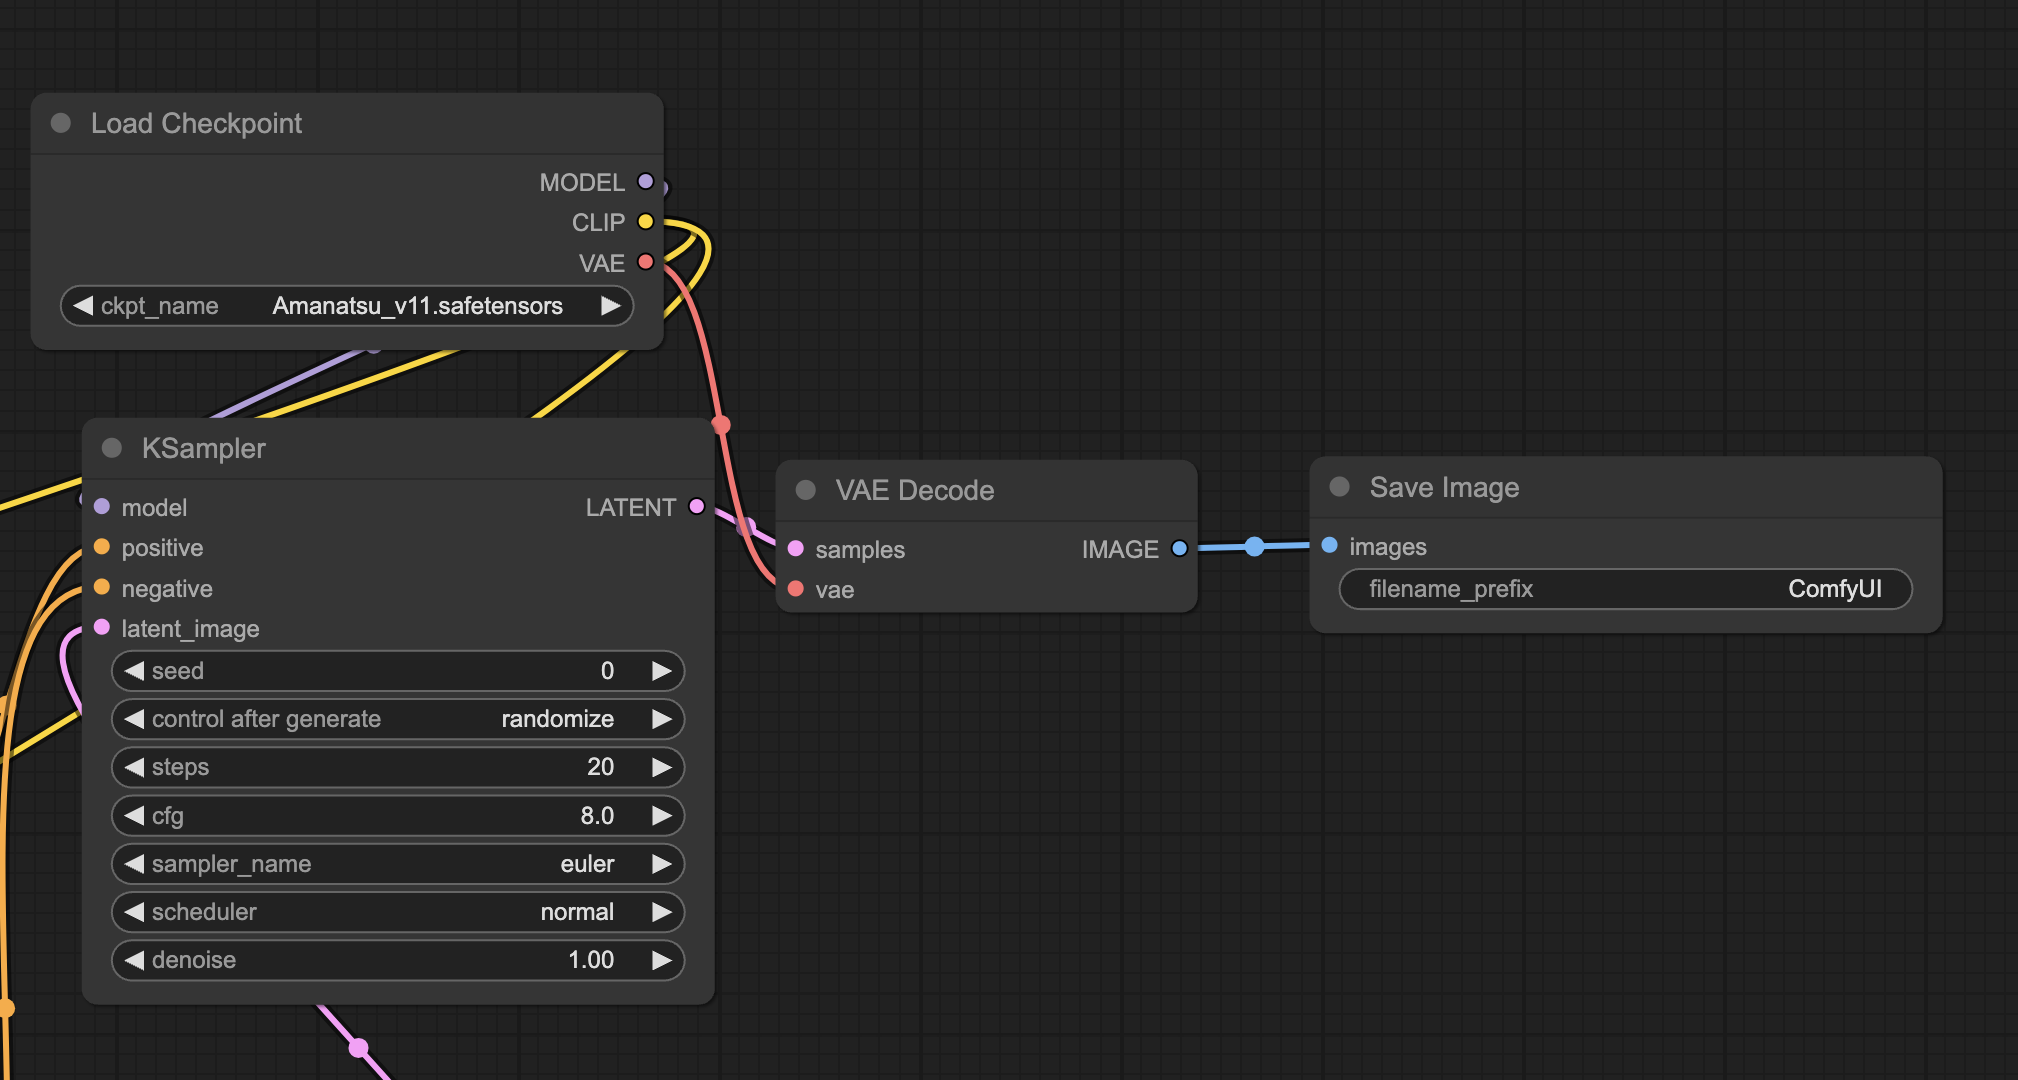 Load Checkpoint
MODEL
CLIP
VAE
ckpt_name Amanatsu_v11.safetensors
KSampler
model LATENT
positive
negative
latent_image
seed 0
control after generate randomize
steps 20
cfg 8.0
sampler_name euler
scheduler normal
denoise 1.00
VAE Decode
samples IMAGE
vae
Save Image
images
filename_prefix ComfyUI